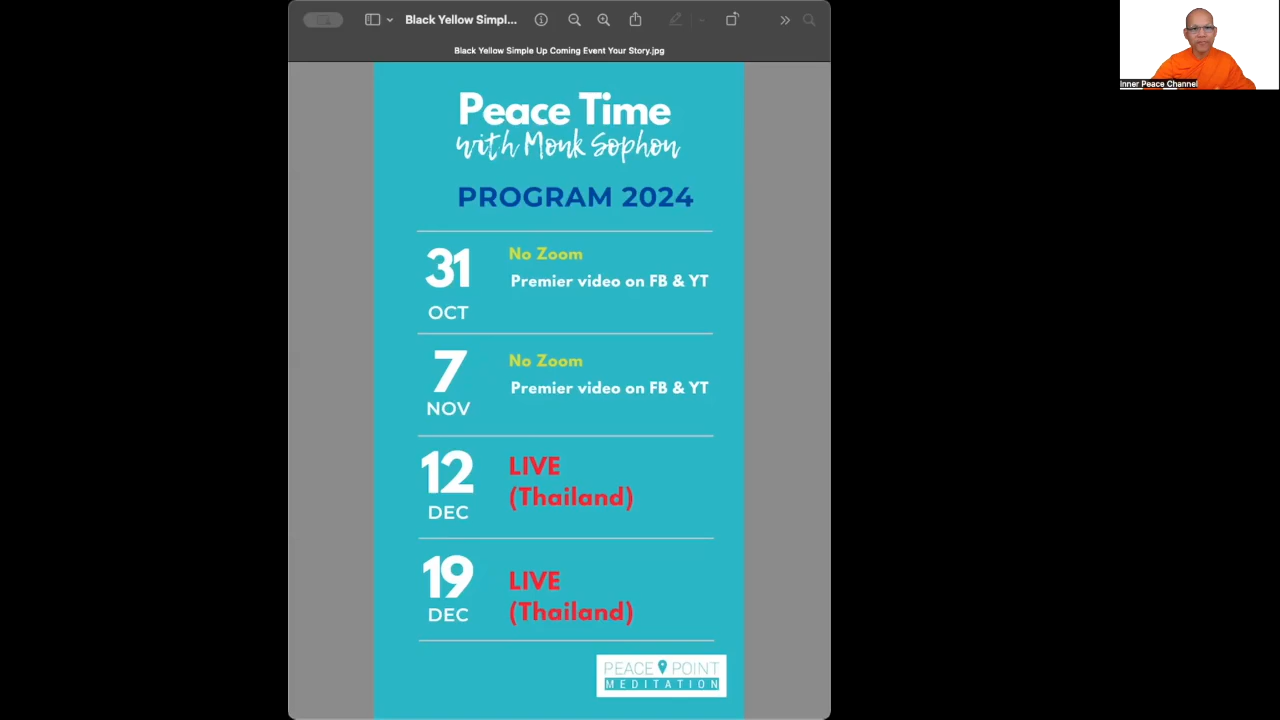 Black Yellow Simpl...
Black Yellow Simple Up Coming Event Your Story.jpg
Inner Peace Channel
Peace Time
with Monk Sophon
PROGRAM 2024
31
OCT
No Zoom
Premier video on FB & YT
7
NOV
No Zoom
Premier video on FB & YT
12
DEC
LIVE
(Thailand)
19
DEC
LIVE
(Thailand)
PEACE POINT
MEDITATION